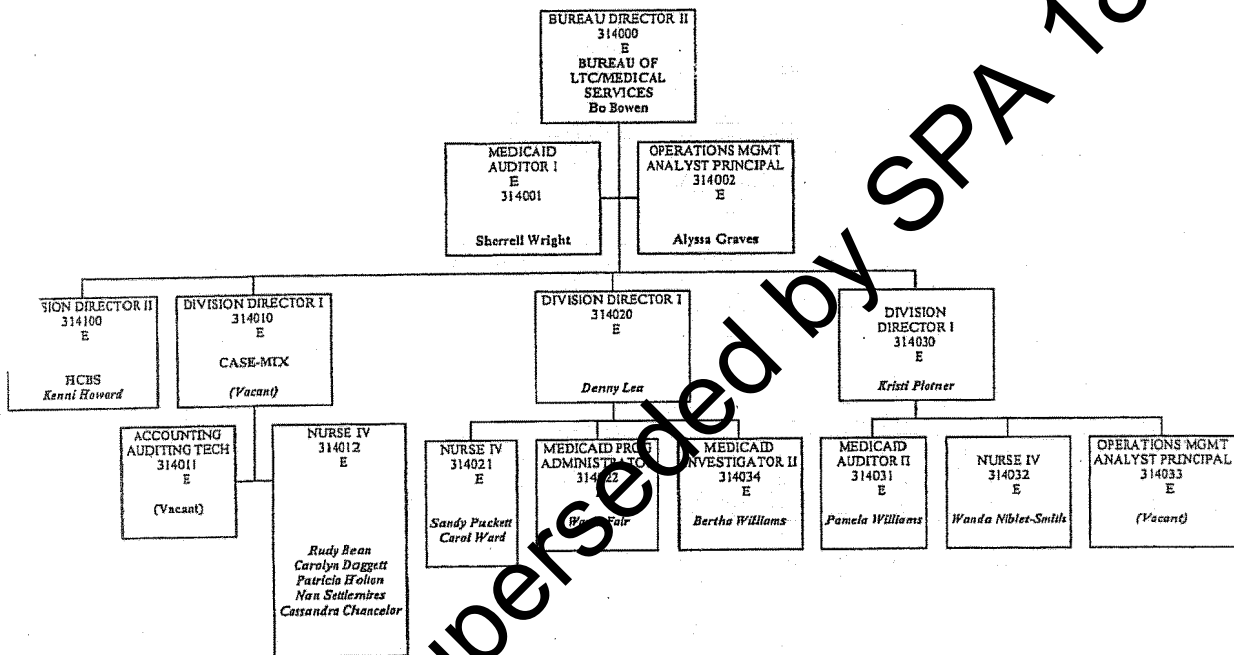 BUREAU DIRECTOR II
314000
E
BUREAU OF
LTC/MEDICAL
SERVICES
Bo Bowen
MEDICAID
AUDITOR I
E
314001
Sherrell Wright
OPERATIONS MGMT
ANALYST PRINCIPAL
314002
E
Alyssa Graves
SION DIRECTOR II
314100
E
HCBS
Kenni Howard
DIVISION DIRECTOR I
314010
E
CASE-MIX
(Vacant)
DIVISION DIRECTOR I
314020
E
Denny Lea
DIVISION
DIRECTOR I
314030
E
Kristi Plotner
ACCOUNTING
AUDITING TECH
314011
E
(Vacant)
NURSE IV
314012
E
Rudy Bean
Carolyn Daggett
Patricia Holton
Nan Settlemires
Cassandra Chancelor
NURSE IV
314021
E
Sandy Puckett
Carol Ward
MEDICAID
ADMINISTRATO
Fair
MEDICAID
NVESTIGATOR II
314034
E
Bertha Williams
MEDICAID
AUDITOR II
314031
E
Pamela Williams
NURSE IV
314032
E
Wanda Niblet-Smith
OPERATIONS MGMT
ANALYST PRINCIPAL
314033
E
(Vacant)
uperseded by SPA